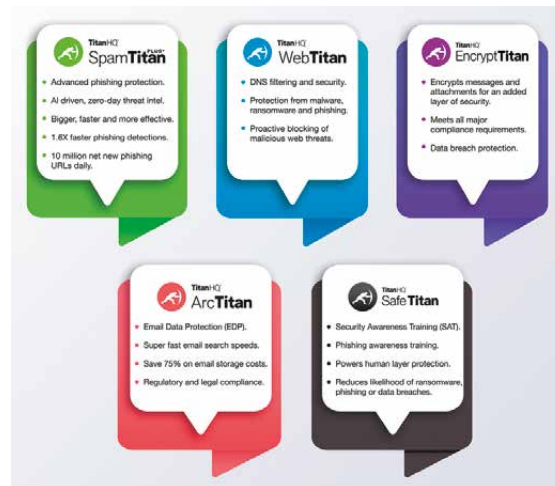 TitanHQ
SpamTitan PLUS+
Advanced phishing protection.
AI driven, zero-day threat intel.
Bigger, faster and more effective.
1.6X faster phishing detections.
10 million net new phishing
URLs daily.
TitanHQ
WebTitan
DNS filtering and security.
Protection from malware,
ransomware and phishing.
Proactive blocking of
malicious web threats.
TitanHQ
EncryptTitan
Encrypts messages and
attachments for an added
layer of security.
Meets all major
compliance requirements.
Data breach protection.
TitanHQ
ArcTitan
Email Data Protection (EDP).
Super fast email search speeds.
Save 75% on email storage costs.
Regulatory and legal compliance.
TitanHQ
SafeTitan
Security Awareness Training (SAT).
Phishing awareness training.
Powers human layer protection.
Reduces likelihood of ransomware,
phishing or data breaches.